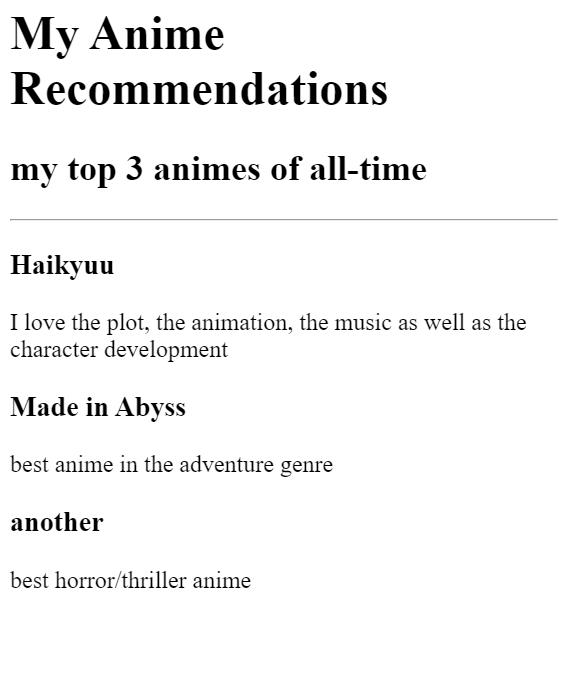 My Anime
Recommendations
my top 3 animes of all-time
Haikyuu
I love the plot, the animation, the music as well as the
character development
Made in Abyss
best anime in the adventure genre
another
best horror/thriller anime